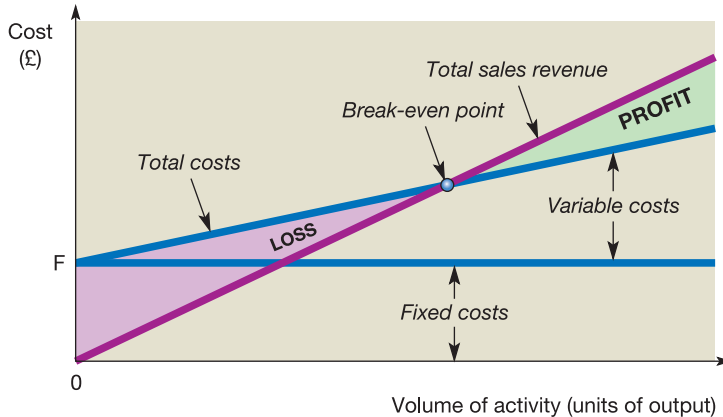 Cost
(£)
Total sales revenue
PROFIT
Break-even point
Total costs
Variable costs
LOSS
F
Fixed costs
0
Volume of activity (units of output)